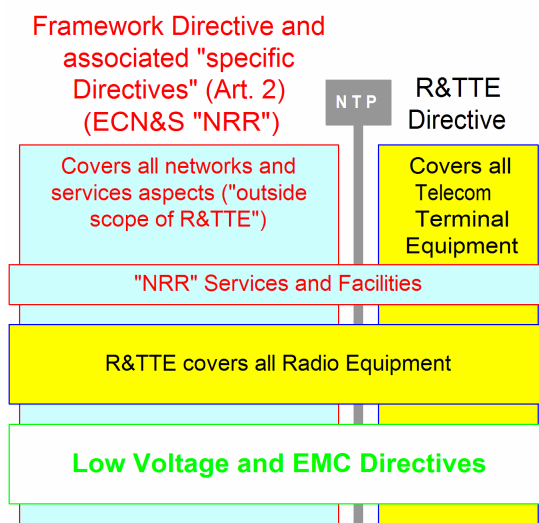 Framework Directive and
associated "specific
Directives" (Art. 2)
(ECN&S "NRR")
NTP
R&TTE
Directive
Covers all networks and
services aspects ("outside
scope of R&TTE")
Covers all
Telecom
Terminal
Equipment
"NRR" Services and Facilities
R&TTE covers all Radio Equipment
Low Voltage and EMC Directives